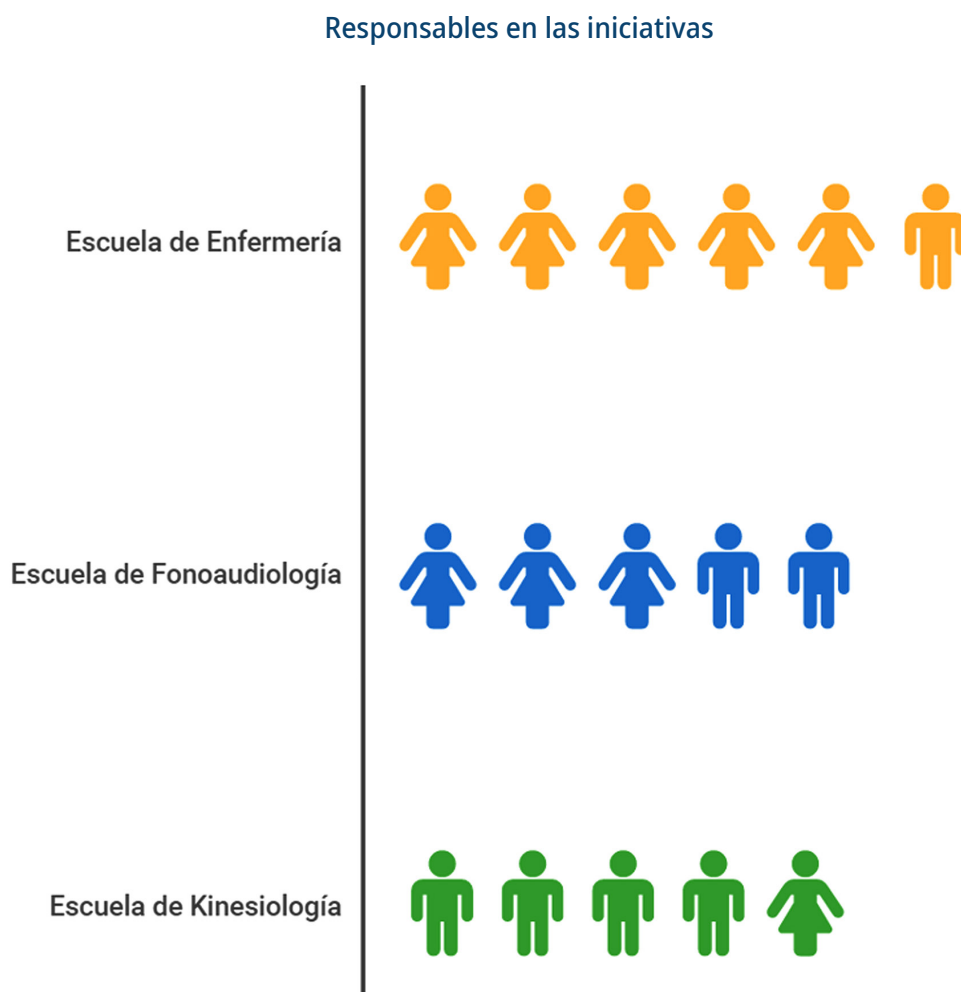 Responsables en las iniciativas
Escuela de Enfermería
Escuela de Fonoaudiología
Escuela de Kinesiología